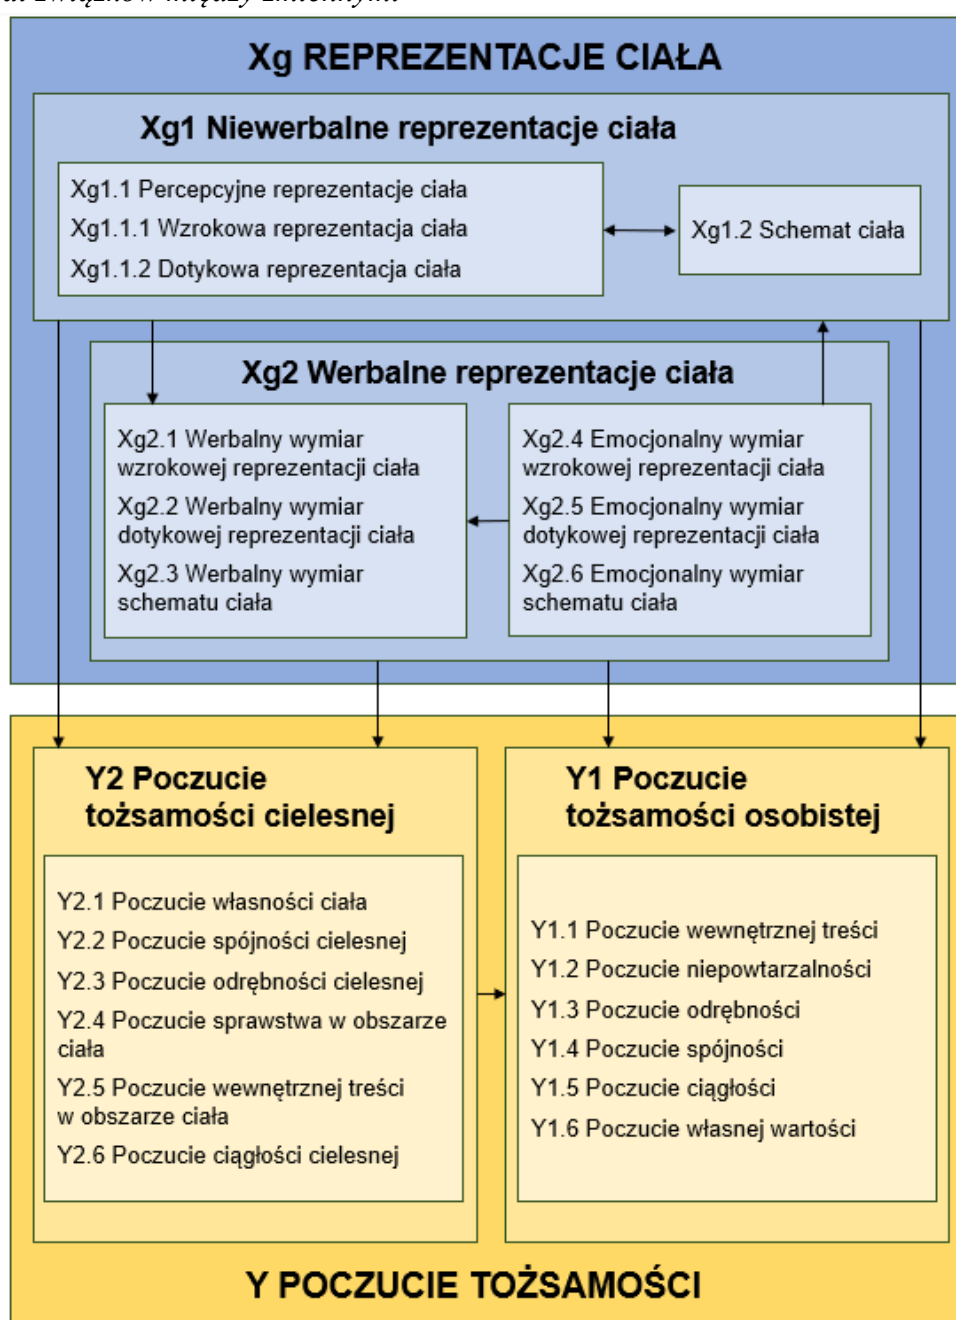 związków między zmiennymi
Xg REPREZENTACJE CIAŁA
Xg1 Niewerbalne reprezentacje ciała
Xg1.1 Percepcyjne reprezentacje ciała
Xg1.1.1 Wzrokowa reprezentacja ciała
Xg1.1.2 Dotykowa reprezentacja ciała
Xg1.2 Schemat ciała
Xg2 Werbalne reprezentacje ciała
Xg2.1 Werbalny wymiar
wzrokowej reprezentacji ciała
Xg2.2 Werbalny wymiar
dotykowej reprezentacji ciała
Xg2.3 Werbalny wymiar
schematu ciała
Xg2.4 Emocjonalny wymiar
wzrokowej reprezentacji ciała
Xg2.5 Emocjonalny wymiar
dotykowej reprezentacji ciała
Xg2.6 Emocjonalny wymiar
schematu ciała
Y2 Poczucie
tożsamości cielesnej
Y2.1 Poczucie własności ciała
Y2.2 Poczucie spójności cielesnej
Y2.3 Poczucie odrębności cielesnej
Y2.4 Poczucie sprawstwa w obszarze
ciała
Y2.5 Poczucie wewnętrznej treści
w obszarze ciała
Y2.6 Poczucie ciągłości cielesnej
Y1 Poczucie
tożsamości osobistej
Y1.1 Poczucie wewnętrznej treści
Y1.2 Poczucie niepowtarzalności
Y1.3 Poczucie odrębności
Y1.4 Poczucie spójności
Y1.5 Poczucie ciągłości
Y1.6 Poczucie własnej wartości
Y POCZUCIE TOŻSAMOŚCI